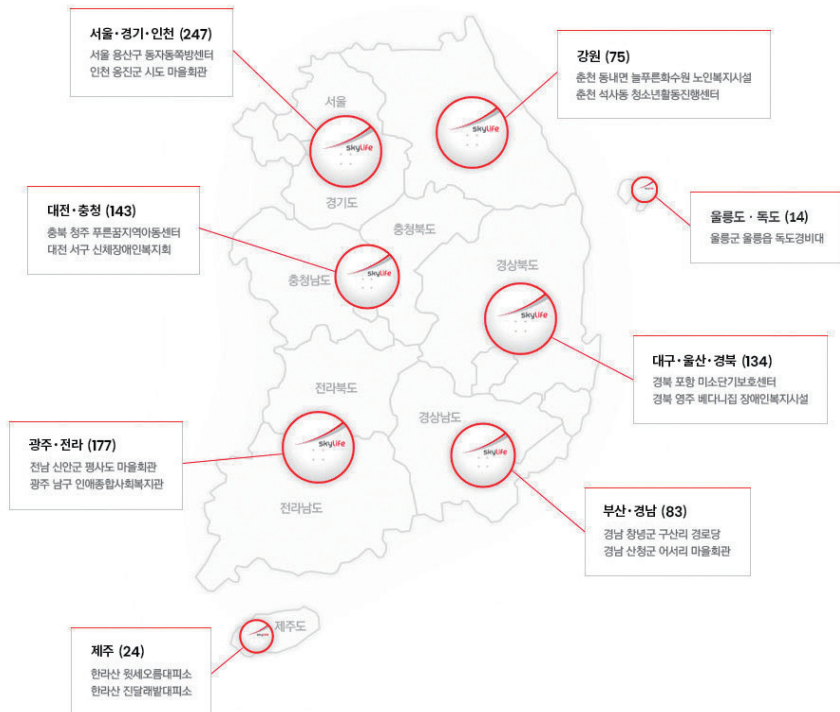 서울·경기·인천 (247)
서울 용산구 동자동쪽방센터
인천 옹진군 시도 마을회관
강원 (75)
춘천 동내면 늘푸른화수원 노인복지시설
춘천 석사동 청소년활동진행센터
서울
skylife
skylife
경기도
대전·충청 (143)
충북 청주 푸른꿈지역아동센터
대전 서구 신체장애인복지회
울릉도·독도 (14)
울릉군 울릉읍 독도경비대
충청북도
충청남도
skylife
경상북도
skylife
대구·울산·경북 (134)
경북 포항 미소단기보호센터
경북 영주 베다니집 장애인복지시설
전라북도
경상남도
skylife
skylife
광주·전라 (177)
전남 신안군 평사도 마을회관
광주 남구 인애종합사회복지관
전라남도
부산·경남 (83)
경남 창녕군 구산리 경로당
경남 산청군 어서리 마을회관
제주도
제주 (24)
한라산 윗세오름대피소
한라산 진달래밭대피소